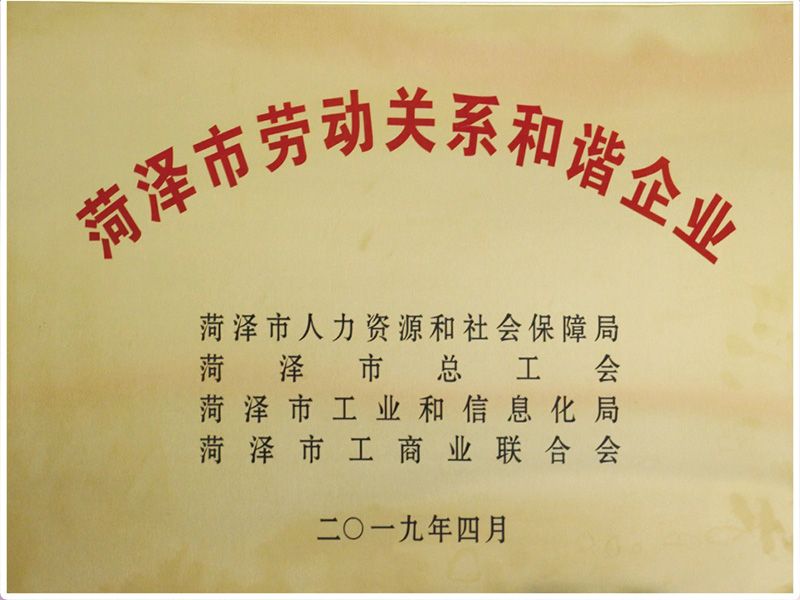 菏泽市劳动关系和谐企业
菏泽市人力资源和社会保障局
菏泽市总工会
菏泽市工业和信息化局
菏泽市工商业联合会
二〇一九年四月